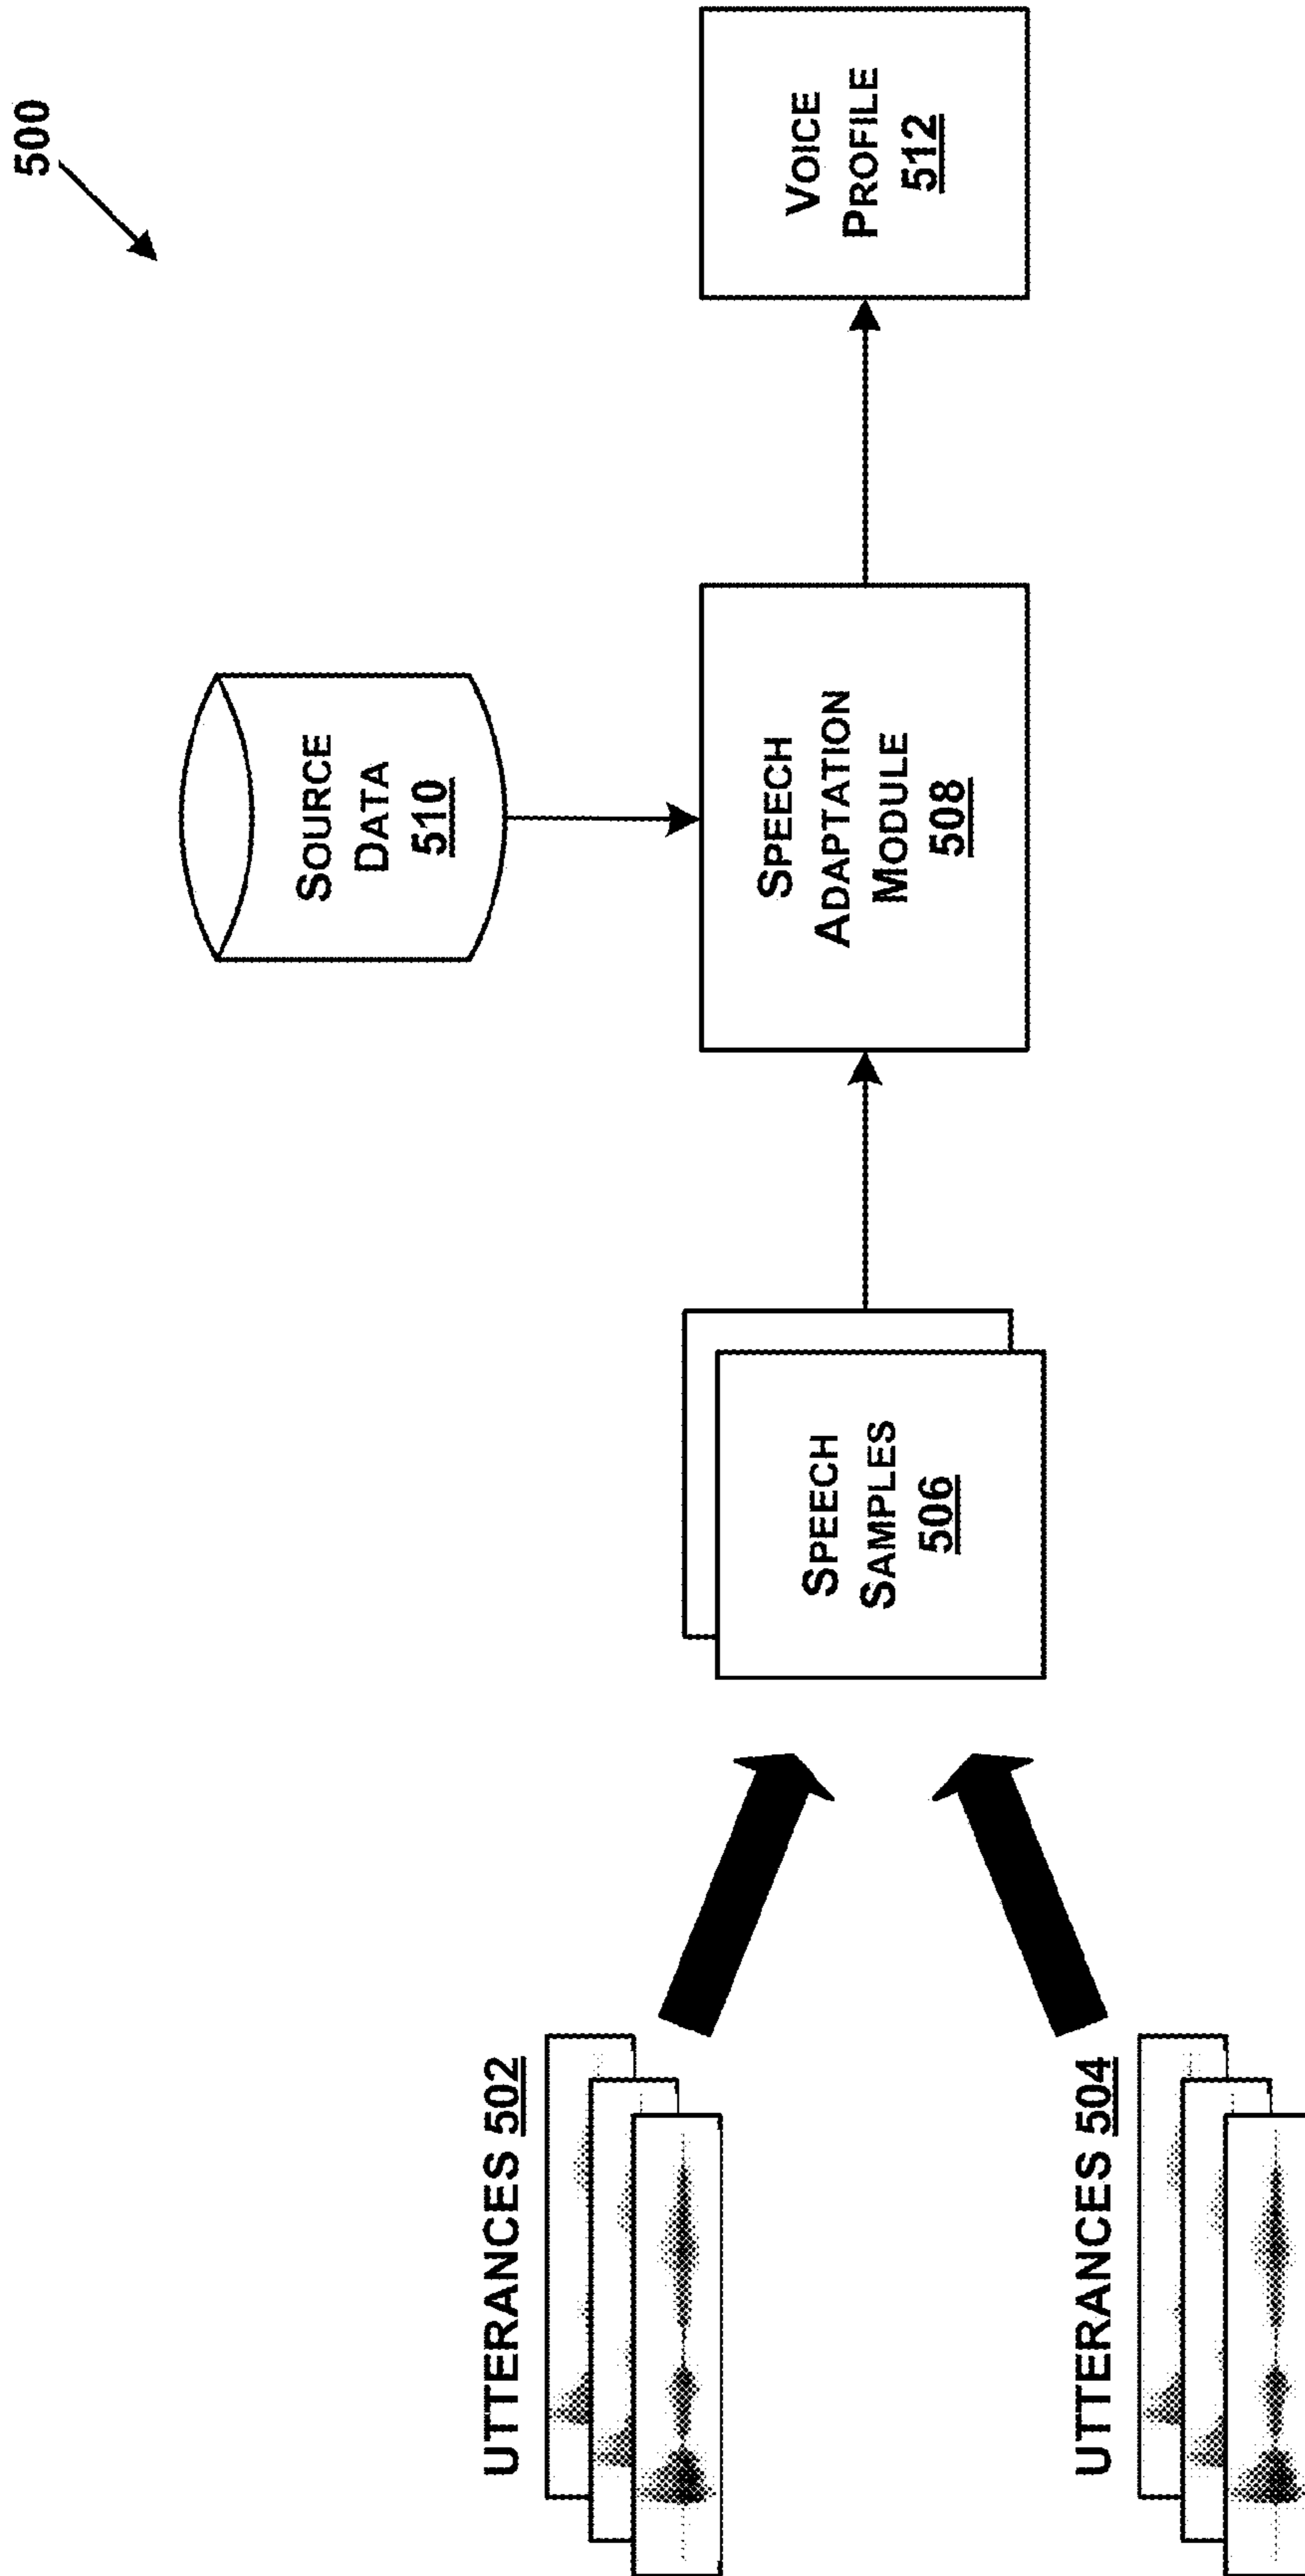 500
UTTERANCES 502
UTTERANCES 504
SPEECH
SAMPLES
506
SOURCE
DATA
510
SPEECH
ADAPTATION
MODULE
508
VOICE
PROFILE
512